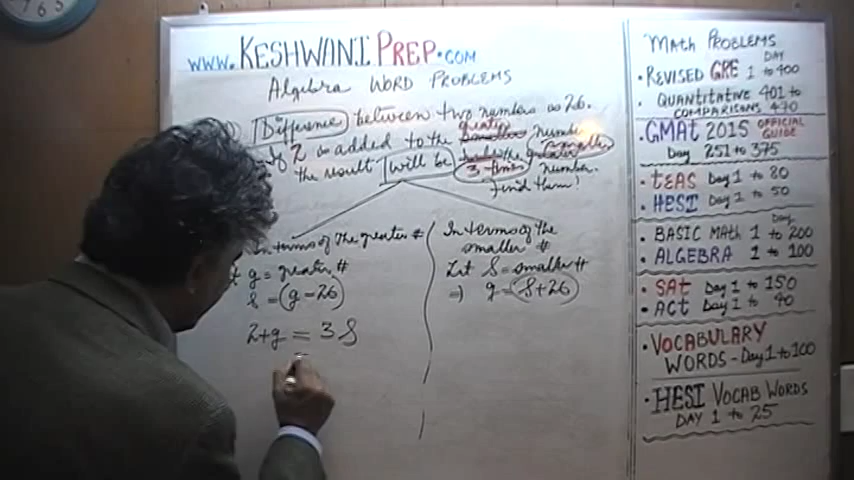 www.KESHWANIPREP.COM
Algebra WORD PROBLEMS
Difference between two numbers is 26.
If 2 is added to the greater number
the result will be 3 times the smaller
number.
Find them!
In terms of the greater #
g = greater #
S = (g-26)
2+g = 3S
=
In terms of the
smaller #
Let S = smaller #
=) g = S+26
MATH PROBLEMS
• REVISED GRE DAY 1 to 400
• QUANTITATIVE 401 to
COMPARISONS 470
• GMAT 2015 OFFICIAL GUIDE
Day 251 to 375
• tEAS Day 1 to 80
• HESI Day 1 to 50
Day
• BASIC MATH 1 to 200
• ALGEBRA 1 to 100
• SAt Day 1 to 150
• ACt Day 1 to 40
• VOCABULARY
WORDS - Day 1 to 100
• HESI VOCAB WORDS
DAY 1 to 25
7 6 5